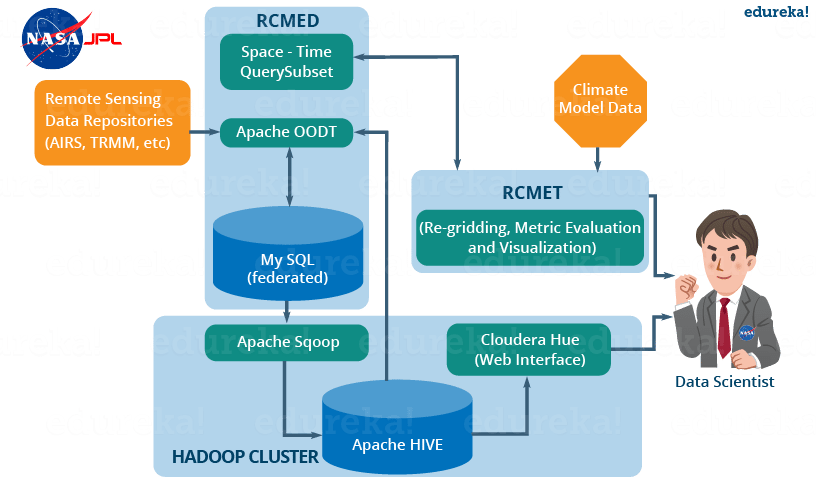 edureka!
NASA JPL
RCMED
Space - Time
QuerySubset
Remote Sensing
Data Repositories
(AIRS, TRMM, etc)
Apache OODT
Climate
Model Data
RCMET
(Re-gridding, Metric Evaluation
and Visualization)
My SQL
(federated)
NASA
Data Scientist
Apache Sqoop
Cloudera Hue
(Web Interface)
Apache HIVE
HADOOP CLUSTER